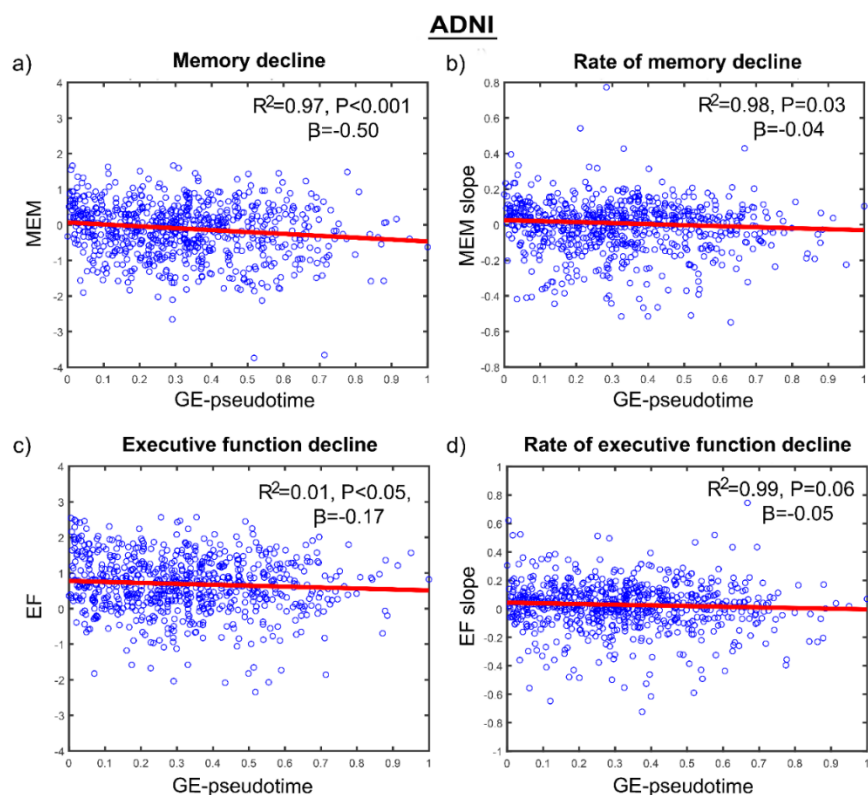 ADNI
a)
Memory decline
R²=0.97, P<0.001
β=-0.50
MEM
4
3
2
1
0
-1
-2
-3
-4
0 0.1 0.2 0.3 0.4 0.5 0.6 0.7 0.8 0.9 1
GE-pseudotime
b)
Rate of memory decline
R²=0.98, P=0.03
β=-0.04
MEM slope
0.8
0.6
0.4
0.2
0
-0.2
-0.4
-0.6
-0.8
0 0.1 0.2 0.3 0.4 0.5 0.6 0.7 0.8 0.9 1
GE-pseudotime
c)
Executive function decline
R²=0.01, P<0.05,
β=-0.17
EF
4
3
2
1
0
-1
-2
-3
-4
0 0.1 0.2 0.3 0.4 0.5 0.6 0.7 0.8 0.9 1
GE-pseudotime
d)
Rate of executive function decline
R²=0.99, P=0.06
β=-0.05
EF slope
1
0.8
0.6
0.4
0.2
0
-0.2
-0.4
-0.6
-0.8
-1
0 0.1 0.2 0.3 0.4 0.5 0.6 0.7 0.8 0.9 1
GE-pseudotime